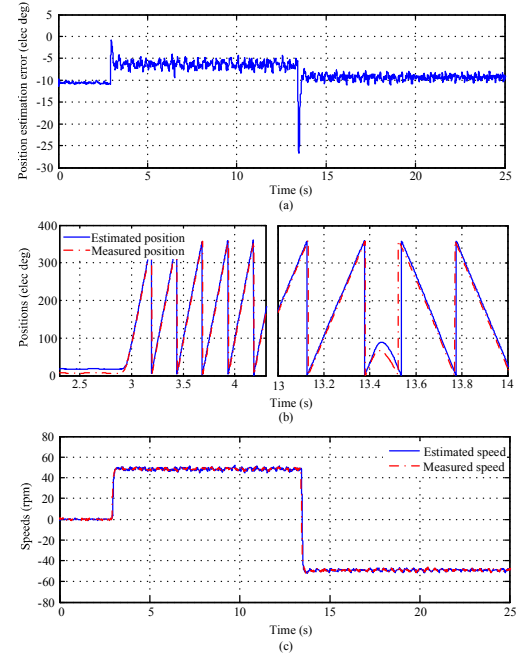 Position estimation error (elec deg)
5
0
-5
-10
-15
-20
-25
-30
0 5 10 15 20 25
Time (s)
(a)
Positions (elec deg)
400
300
200
100
0
Estimated position
Measured position
2.5 3 3.5 4
13 13.2 13.4 13.6 13.8 14
Time (s)
(b)
Speeds (rpm)
80
60
40
20
0
-20
-40
-60
-80
Estimated speed
Measured speed
0 5 10 15 20 25
Time (s)
(c)